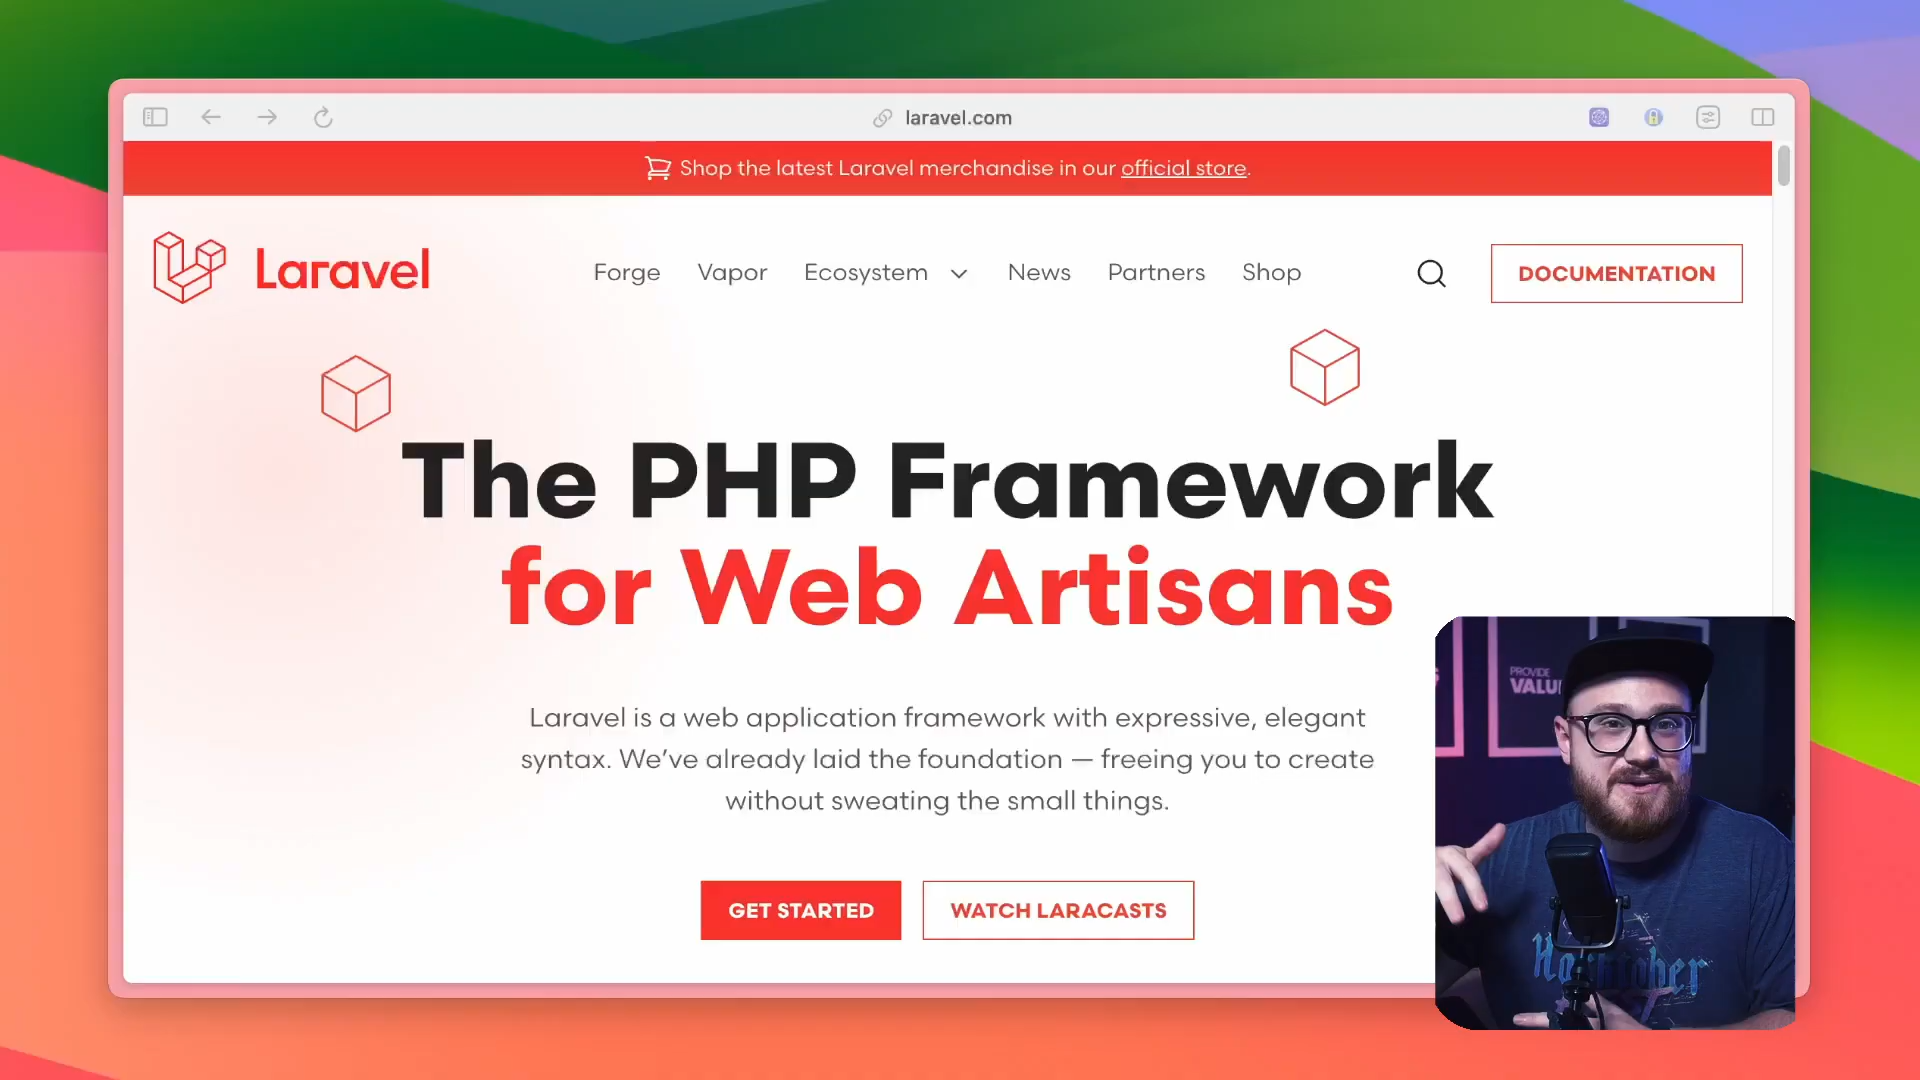 laravel.com
Shop the latest Laravel merchandise in our official store.
Laravel
Forge Vapor Ecosystem News Partners Shop
DOCUMENTATION
The PHP Framework
for Web Artisans
Laravel is a web application framework with expressive, elegant
syntax. We’ve already laid the foundation — freeing you to create
without sweating the small things.
GET STARTED
WATCH LARACASTS
PROVIDE